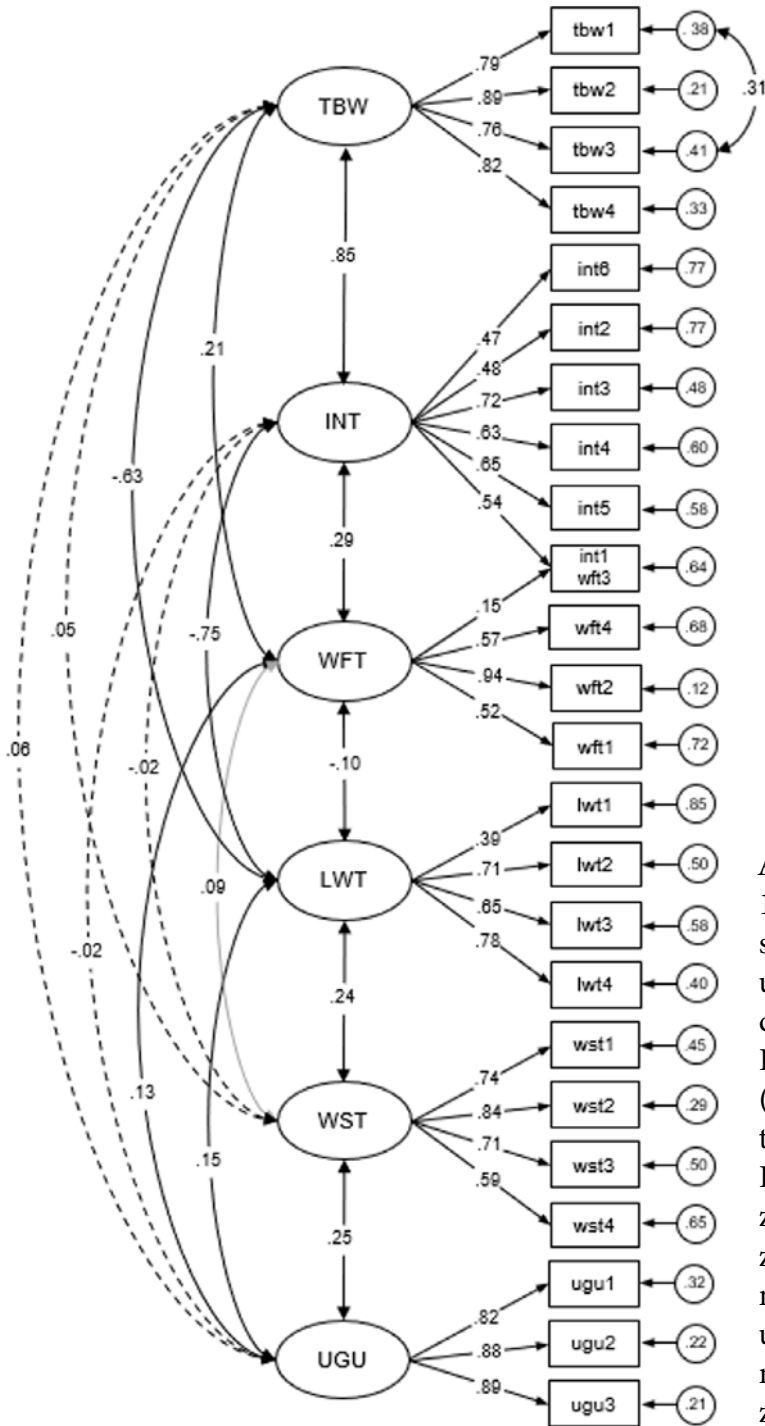 tbw1
.38
.79
.31
TBW
.89
tbw2
.21
.76
tbw3
.41
.82
tbw4
.33
.85
int6
.77
.47
int2
.77
.21
.48
int3
.48
.72
INT
.63
int4
.60
-.63
.65
int5
.58
.54
.29
int1
wft3
.64
.15
.05
-.75
.57
wft4
.68
WFT
.94
wft2
.12
.52
wft1
.72
.06
-.02
-.10
lwt1
.85
.39
.71
lwt2
.50
LWT
.09
.65
lwt3
.58
.78
-.02
lwt4
.40
.24
wst1
.45
.74
.13
.84
wst2
.29
WST
.71
wst3
.50
.15
.59
wst4
.65
.25
ugu1
.32
.82
.88
ugu2
.22
UGU
.89
ugu3
.21